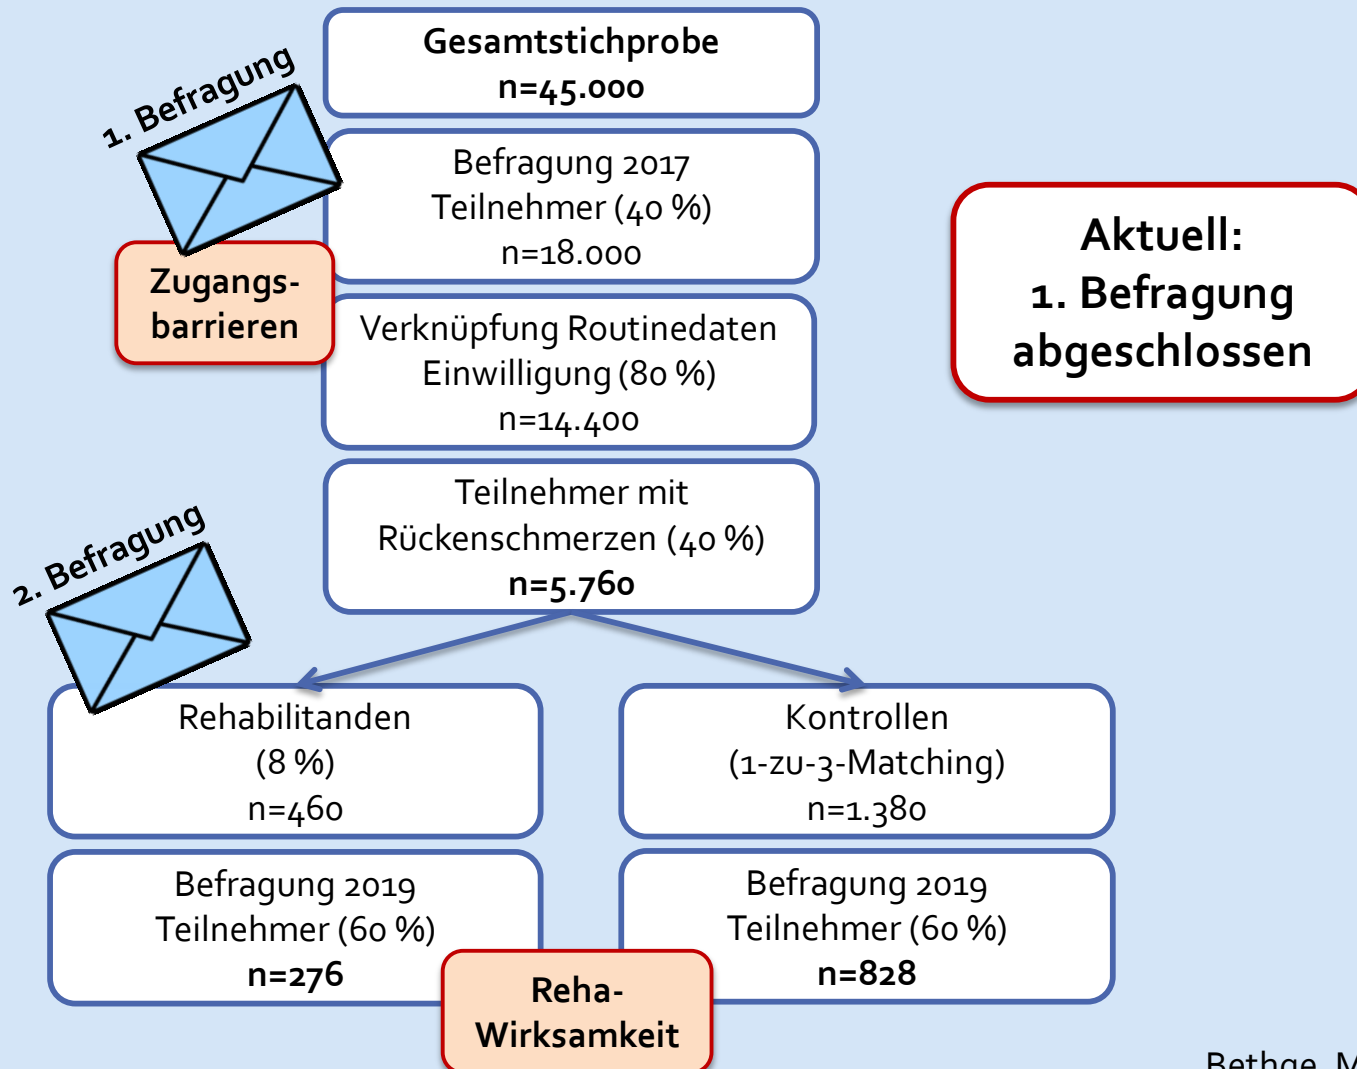 Gesamtstichprobe
n=45.000
1. Befragung
Befragung 2017
Teilnehmer (40 %)
n=18.000
Zugangs-
barrieren
Verknüpfung Routinedaten
Einwilligung (80 %)
n=14.400
Aktuell:
1. Befragung
abgeschlossen
Teilnehmer mit
Rückenschmerzen (40 %)
n=5.760
2. Befragung
Rehabilitanden
(8 %)
n=460
Kontrollen
(1-zu-3-Matching)
n=1.380
Befragung 2019
Teilnehmer (60 %)
n=276
Befragung 2019
Teilnehmer (60 %)
n=828
Reha-
Wirksamkeit
Bethge, M